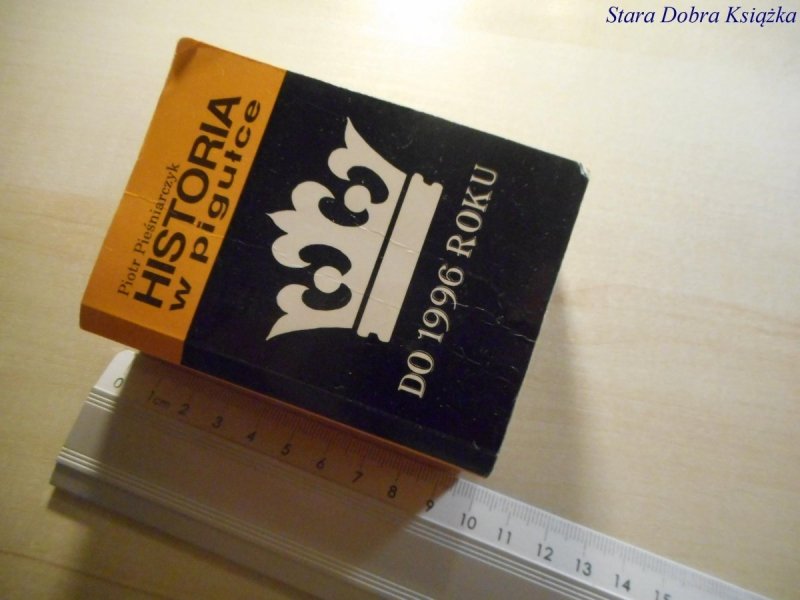 Stara Dobra Książka
Piotr Pieśniarczyk
HISTORIA
w pigułce
DO 1996 ROKU
0 1cm 2 3 4 5 6 7 8 9 10 11 12 13 14 15